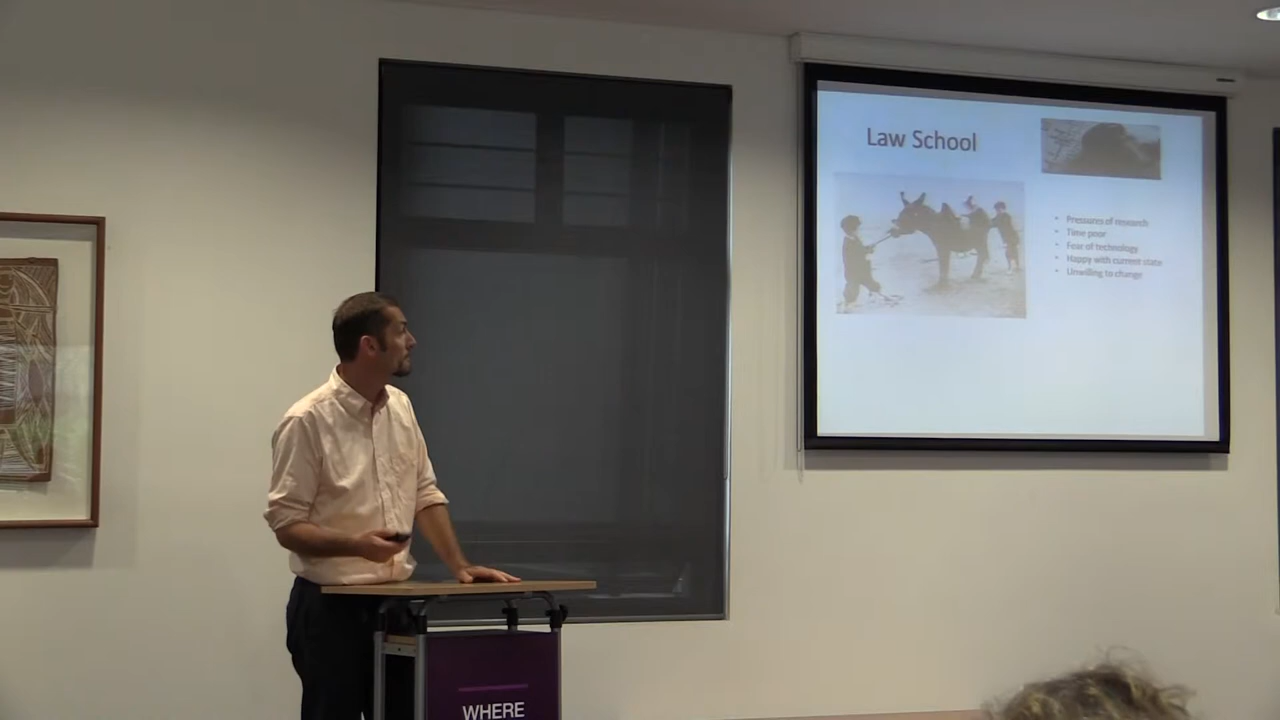 Law School
• Pressures of research
• Time poor
• Fear of technology
• Happy with current state
• Unwilling to change
WHERE